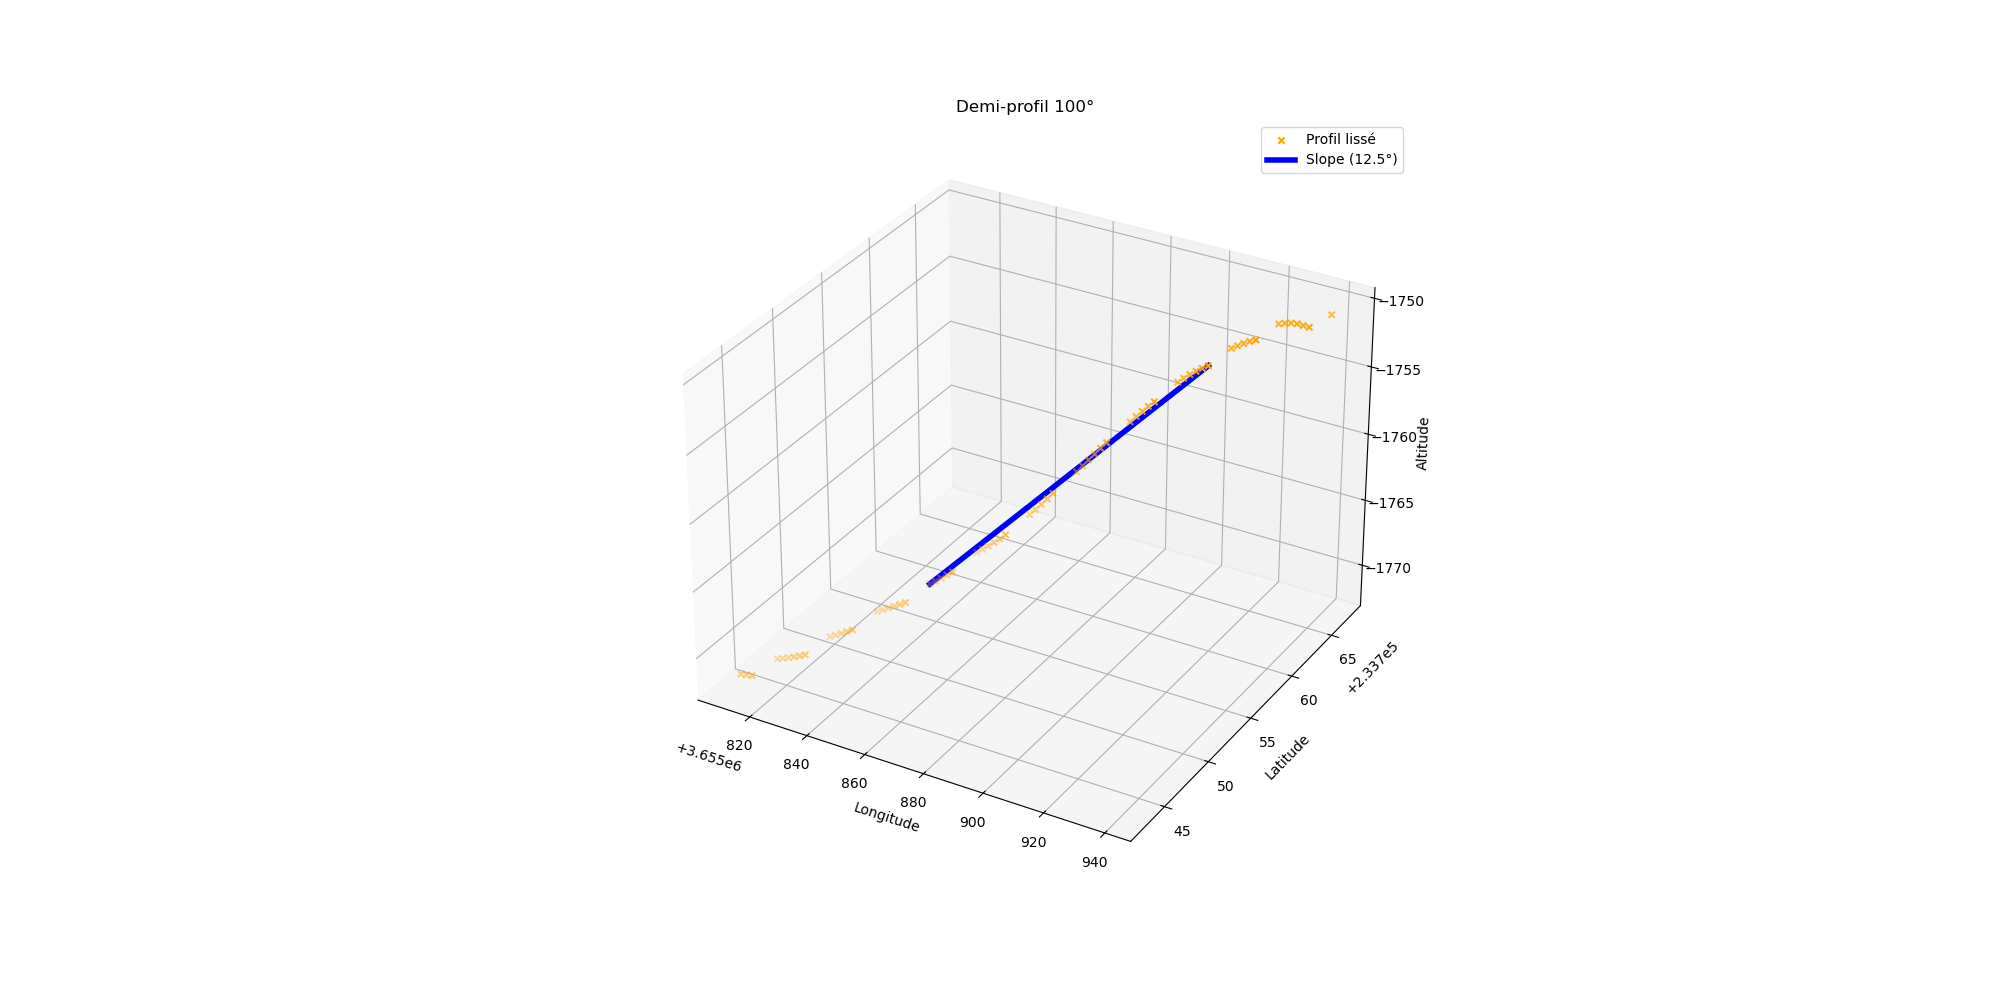 Demi-profil 100°
Profil lissé
Slope (12.5°)
−1750
−1755
−1760
−1765
−1770
Altitude
65
60
55
50
45
+2.337e5
Latitude
820
840
860
880
900
920
940
+3.655e6
Longitude